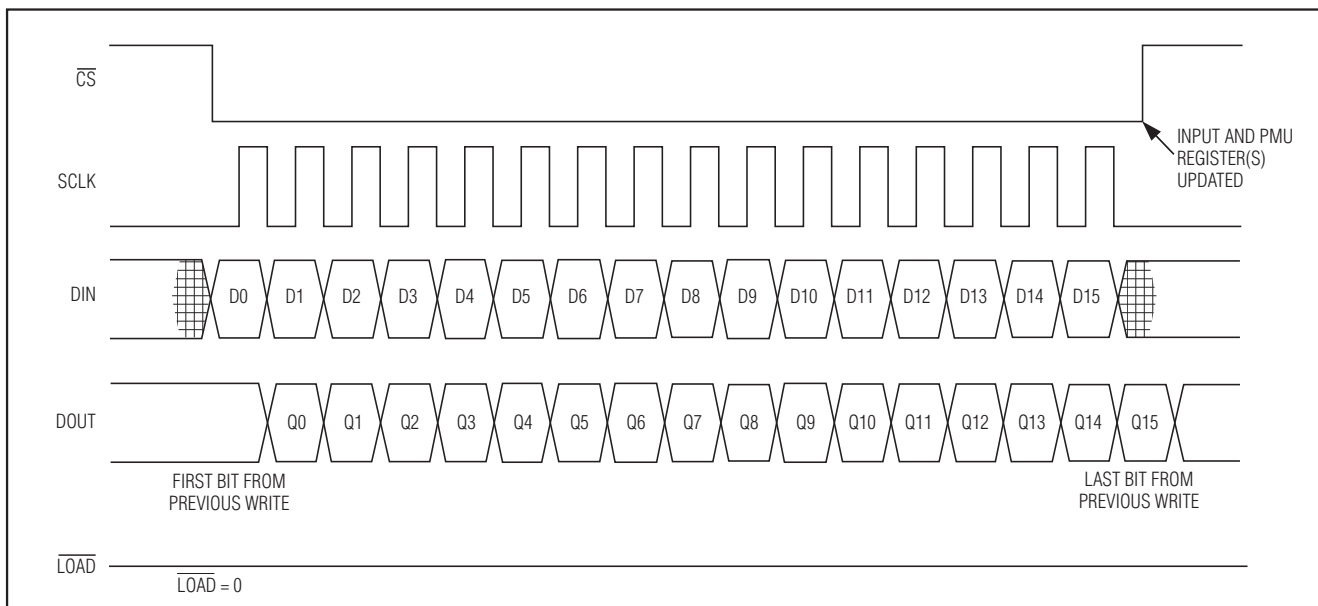 CS
INPUT AND PMU
REGISTER(S)
UPDATED
SCLK
DIN
D0 D1 D2 D3 D4 D5 D6 D7 D8 D9 D10 D11 D12 D13 D14 D15
DOUT
Q0 Q1 Q2 Q3 Q4 Q5 Q6 Q7 Q8 Q9 Q10 Q11 Q12 Q13 Q14 Q15
FIRST BIT FROM
PREVIOUS WRITE
LAST BIT FROM
PREVIOUS WRITE
LOAD
LOAD = 0